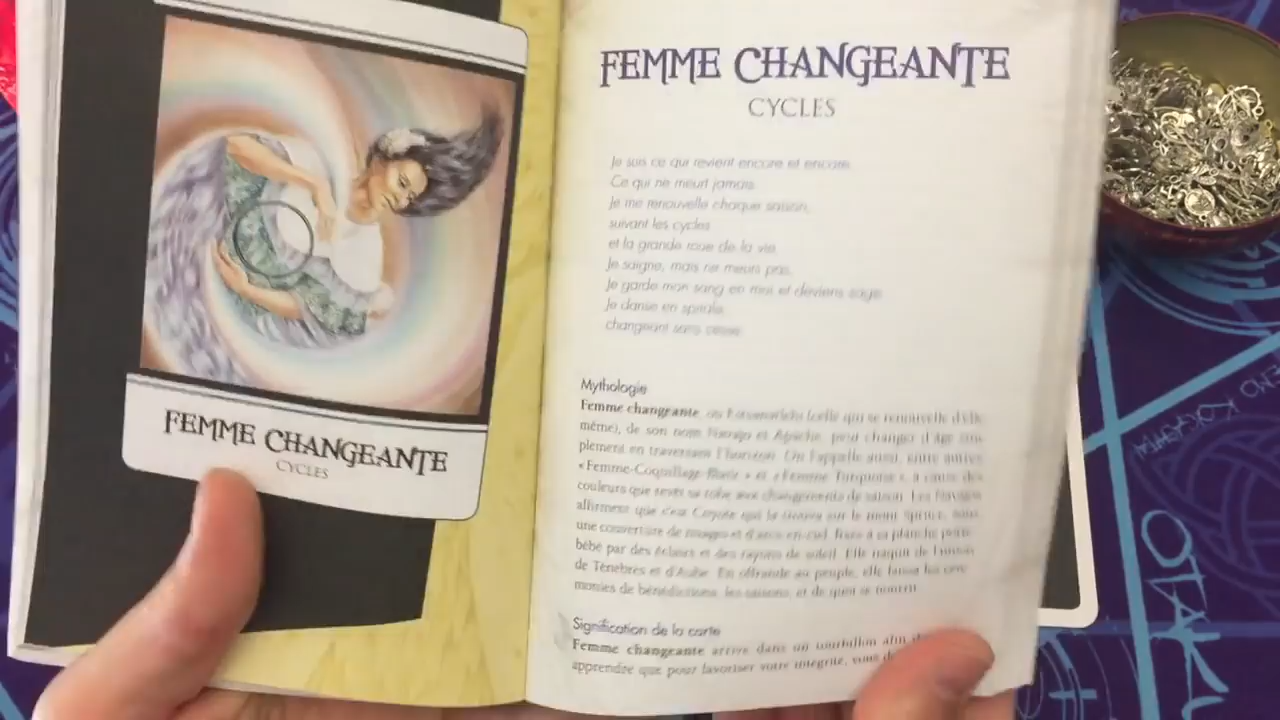 FEMME CHANGEANTE
CYCLES
FEMME CHANGEANTE
CYCLES
Je suis ce qui revient encore et encore.
Ce qui ne meurt jamais.
Je me renouvelle chaque saison,
suivant les cycles
et la grande roue de la vie.
Je saigne, mais ne meurs pas.
Je garde mon sang en moi et deviens sage.
Je danse en spirale,
changeant sans cesse.
Mythologie
Femme changeante, ou (celle qui se renouvelle d'elle-
même), de son nom Navajo et Apache, peut changer d'âge sim-
plement en traversant l'horizon. On l'appelle aussi, entre autres
« Femme-Coquillage » et « Femme Turquoise », à cause des
couleurs que revêt sa robe aux changements de saison. Les Navajos
affirment que c'est Coyote qui la trouva sur le mont Spruce, sous
une couverture de nuages et d'arcs-en-ciel, fixée à sa planche porte-
bébé par des éclairs et des rayons de soleil. Elle naquit de l'union
de Ténèbres et d'Aube. En offrande au peuple, elle laissa les céré-
monies de bénédictions, les saisons, et de quoi se nourrir.
Signification de la carte
Femme changeante arrive dans un tourbillon afin
apprendre que pour favoriser votre intégrité, vous
OTAKU